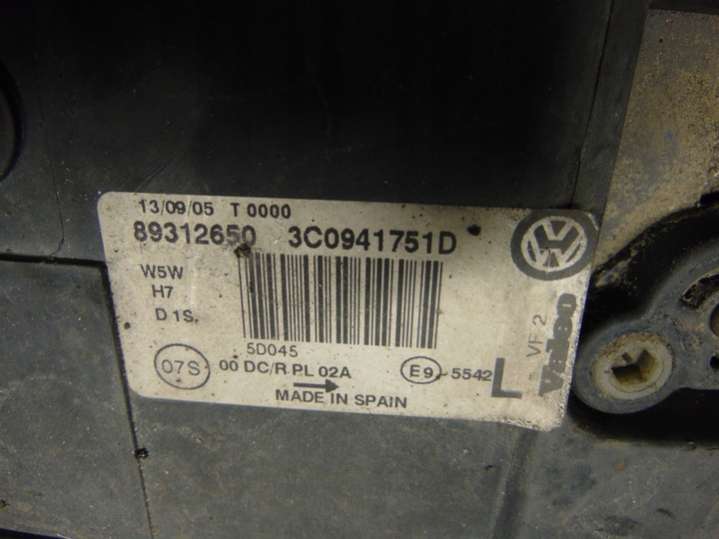 13/09/05 T 0000
89312650 3C0941751D
W5W
H7
D1S.
5D045
07S 00 DC/R PL 02A E9 5542 L
MADE IN SPAIN
VW
VF 2
Valeo